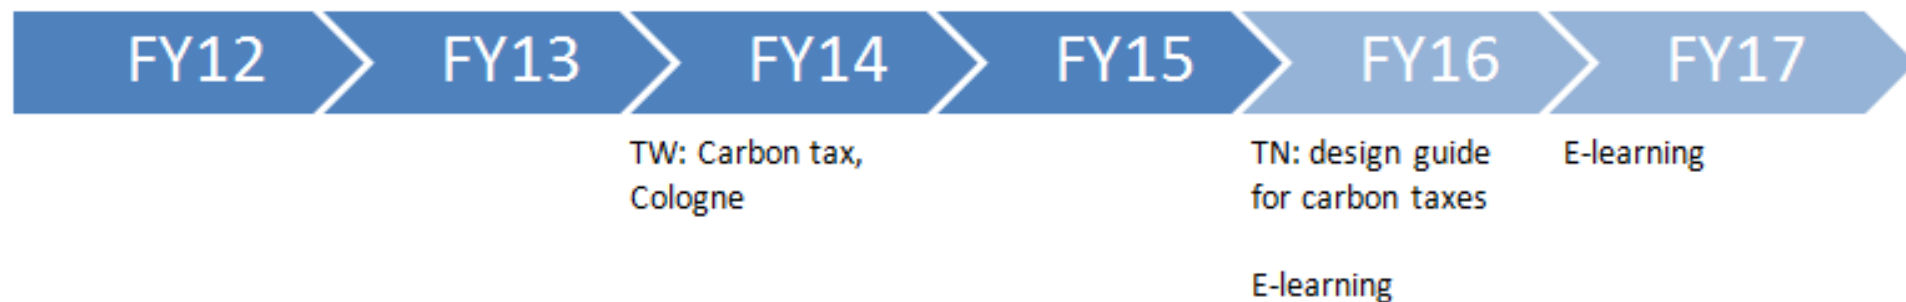 FY12 FY13 FY14 FY15 FY16 FY17
TW: Carbon tax,
Cologne
TN: design guide
for carbon taxes
E-learning
E-learning